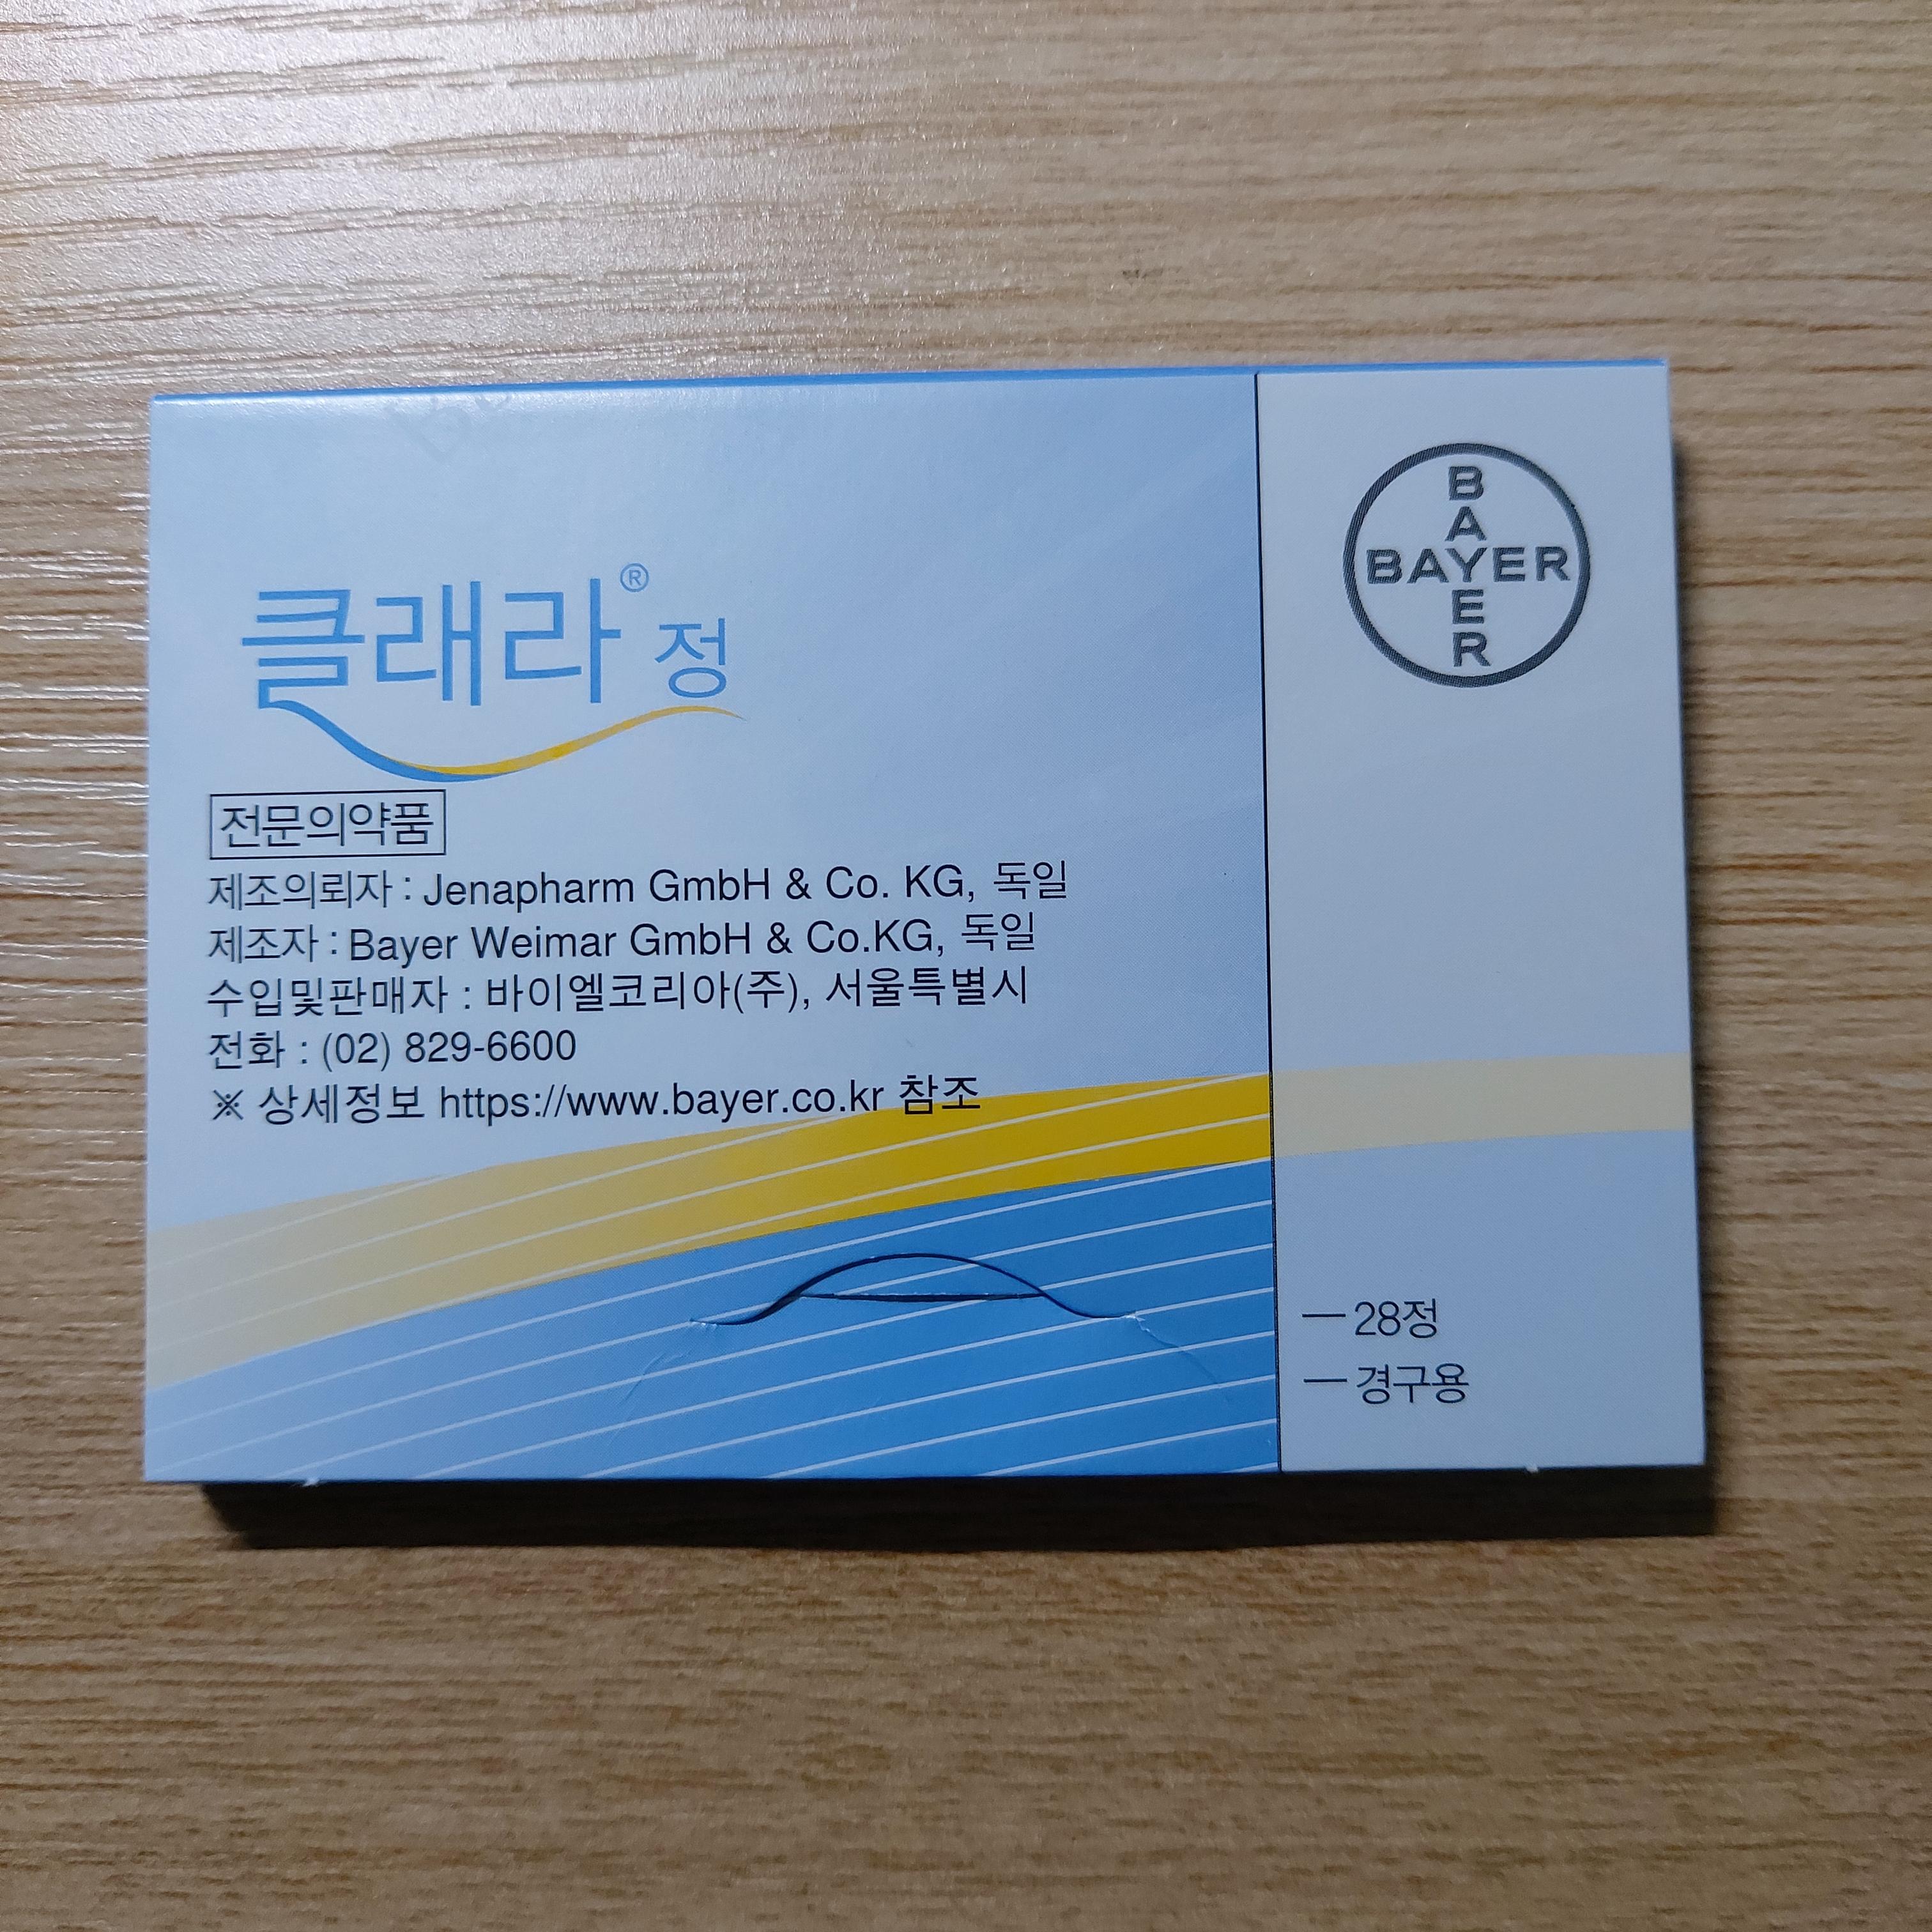 클래라® 정
전문의약품
제조의뢰자 : Jenapharm GmbH & Co. KG, 독일
제조자 : Bayer Weimar GmbH & Co.KG, 독일
수입및판매자 : 바이엘코리아(주), 서울특별시
전화 : (02) 829-6600
※ 상세정보 https://www.bayer.co.kr 참조
BAYER
BAYER
― 28정
― 경구용